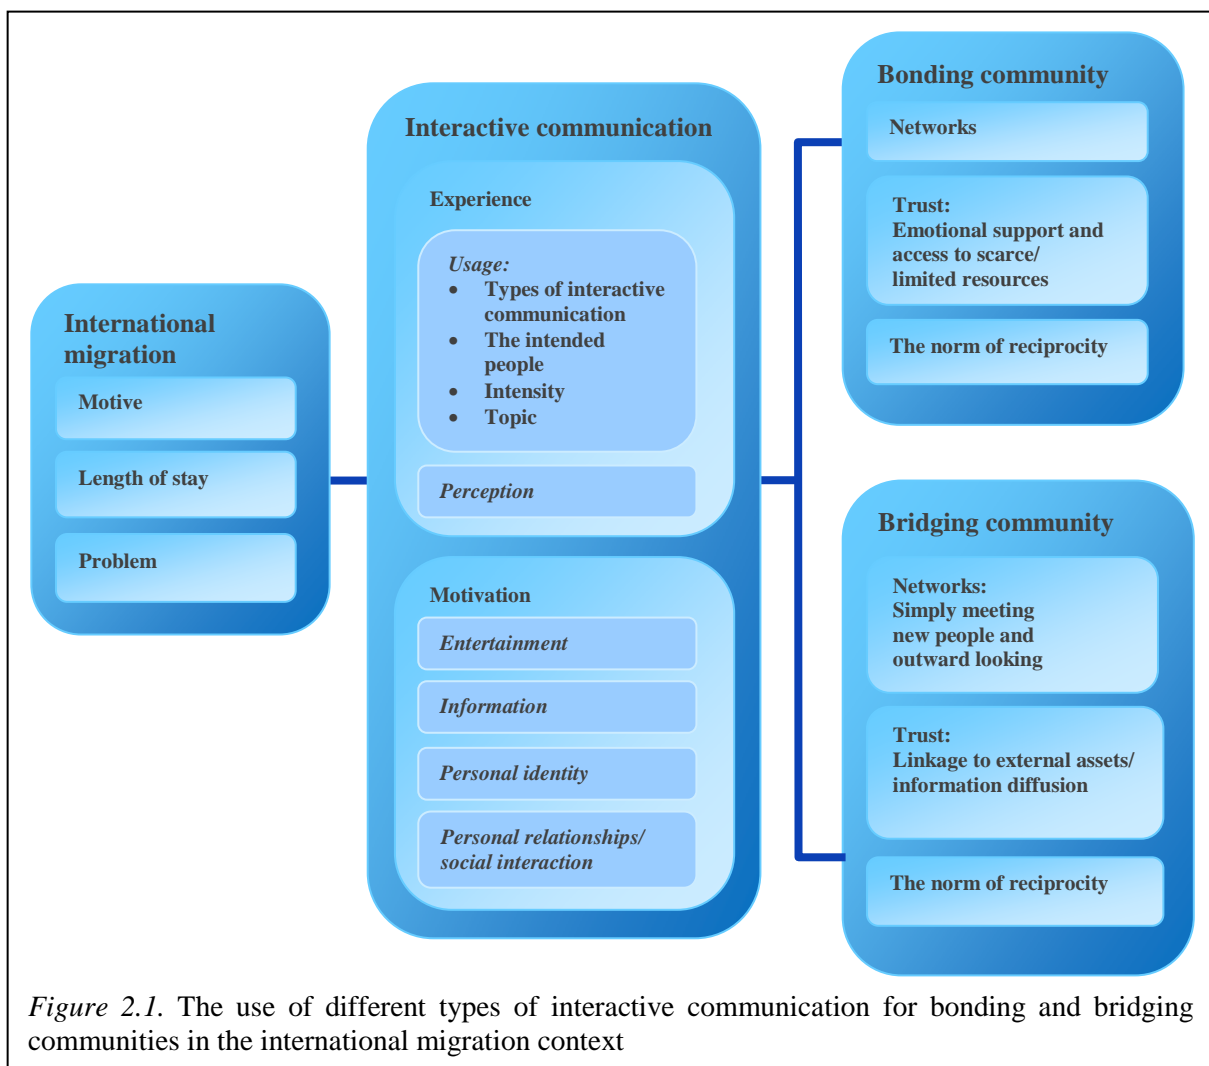 International
migration
Motive
Length of stay
Problem
Interactive communication
Experience
Usage:
• Types of interactive
communication
• The intended
people
• Intensity
• Topic
Perception
Motivation
Entertainment
Information
Personal identity
Personal relationships/
social interaction
Bonding community
Networks
Trust:
Emotional support and
access to scarce/
limited resources
The norm of reciprocity
Bridging community
Networks:
Simply meeting
new people and
outward looking
Trust:
Linkage to external assets/
information diffusion
The norm of reciprocity
Figure 2.1. The use of different types of interactive communication for bonding and bridging
communities in the international migration context